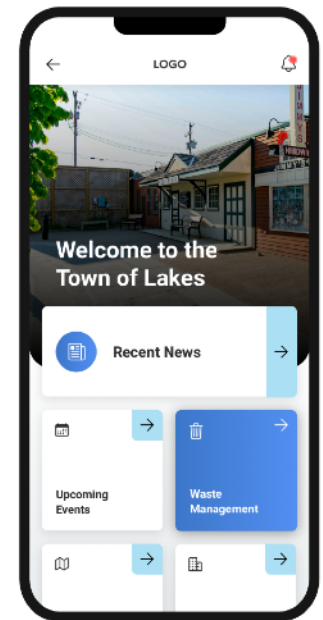 LOGO
Welcome to the
Town of Lakes
Recent News
Upcoming
Events
Waste
Management